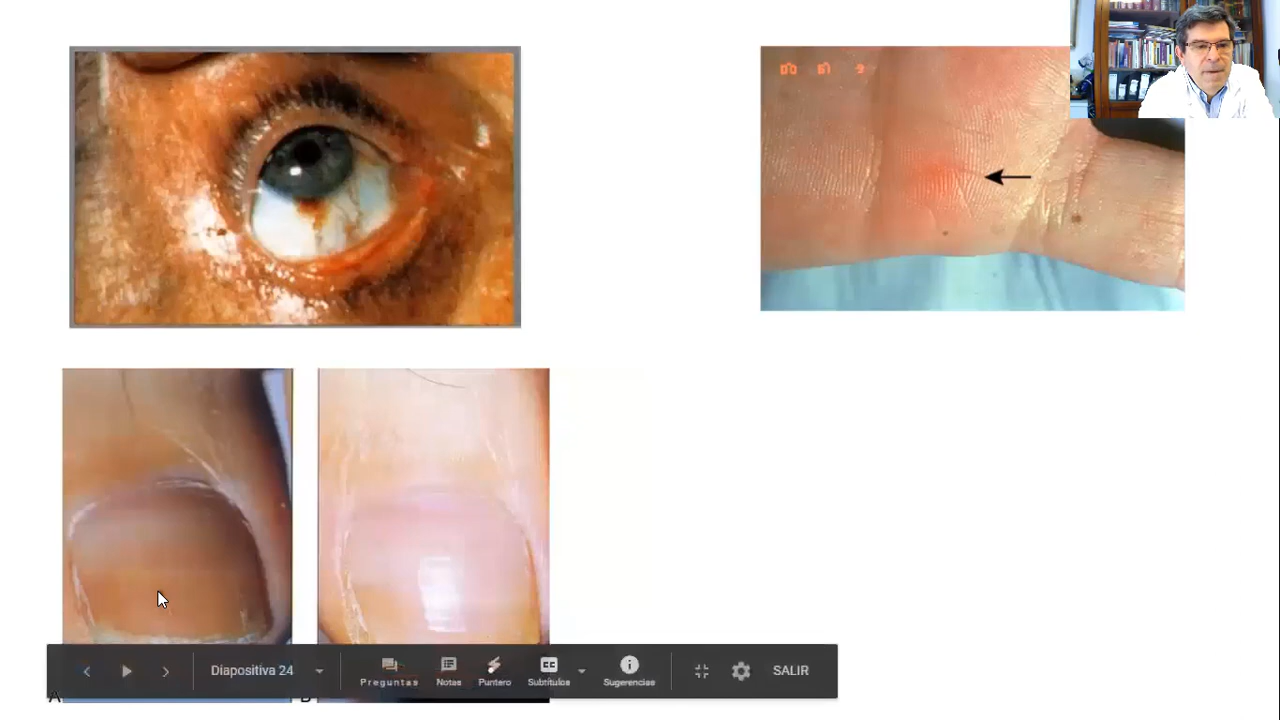 Diapositiva 24
Preguntas
Notas
Puntero
Subtítulos
Sugerencias
SALIR
A